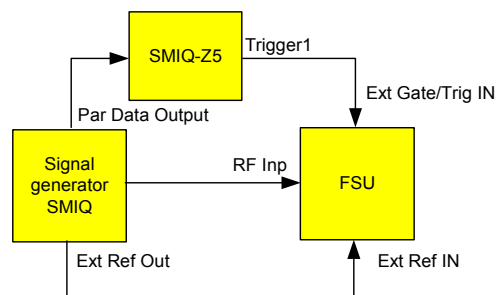 SMIQ-Z5
Trigger1
Ext Gate/Trig IN
Par Data Output
Signal
generator
SMIQ
RF Inp
FSU
Ext Ref Out
Ext Ref IN